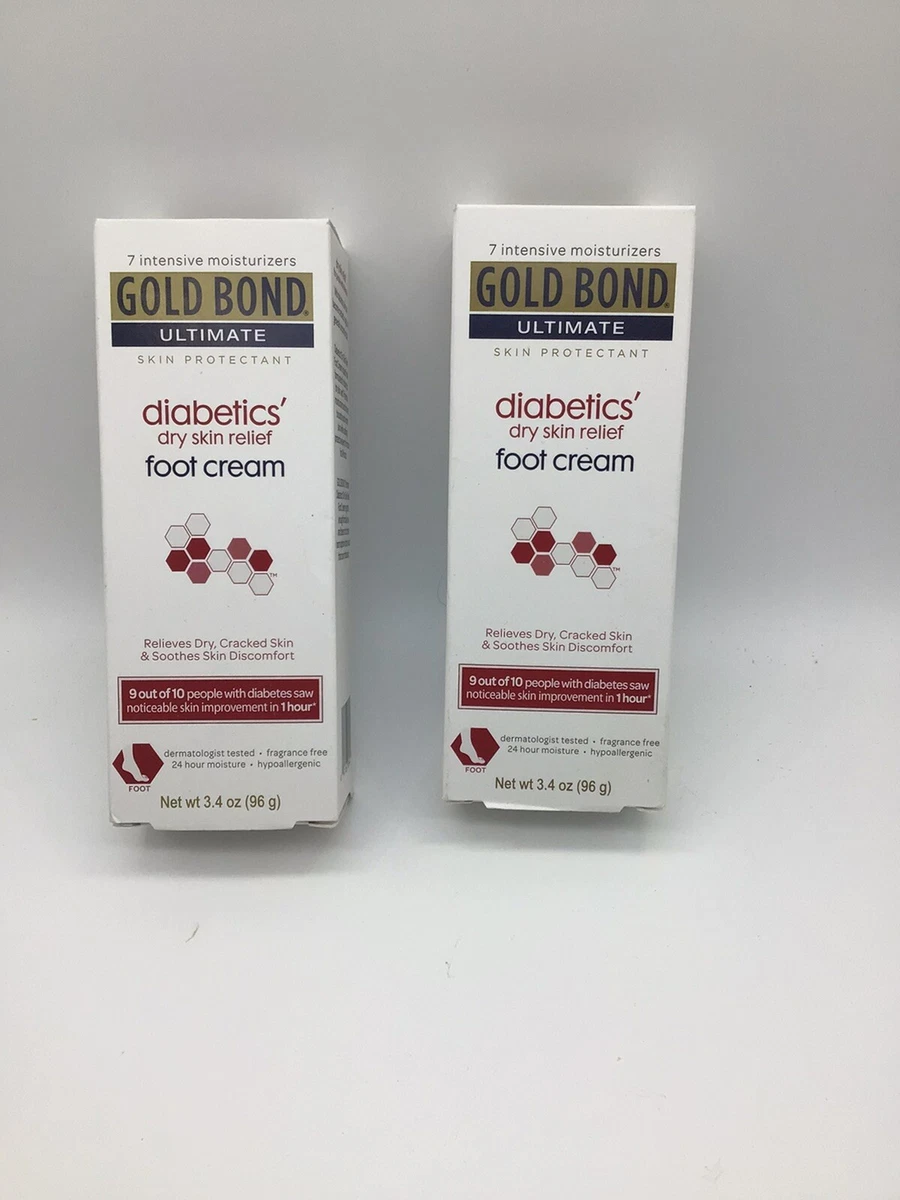 7 intensive moisturizers
GOLD BOND®
ULTIMATE
SKIN PROTECTANT
diabetics'
dry skin relief
foot cream
TM
Relieves Dry, Cracked Skin
& Soothes Skin Discomfort
9 out of 10 people with diabetes saw
noticeable skin improvement in 1 hour*
dermatologist tested • fragrance free
24 hour moisture • hypoallergenic
FOOT
Net wt 3.4 oz (96 g)
7 intensive moisturizers
GOLD BOND®
ULTIMATE
SKIN PROTECTANT
diabetics'
dry skin relief
foot cream
TM
Relieves Dry, Cracked Skin
& Soothes Skin Discomfort
9 out of 10 people with diabetes saw
noticeable skin improvement in 1 hour*
dermatologist tested • fragrance free
24 hour moisture • hypoallergenic
FOOT
Net wt 3.4 oz (96 g)